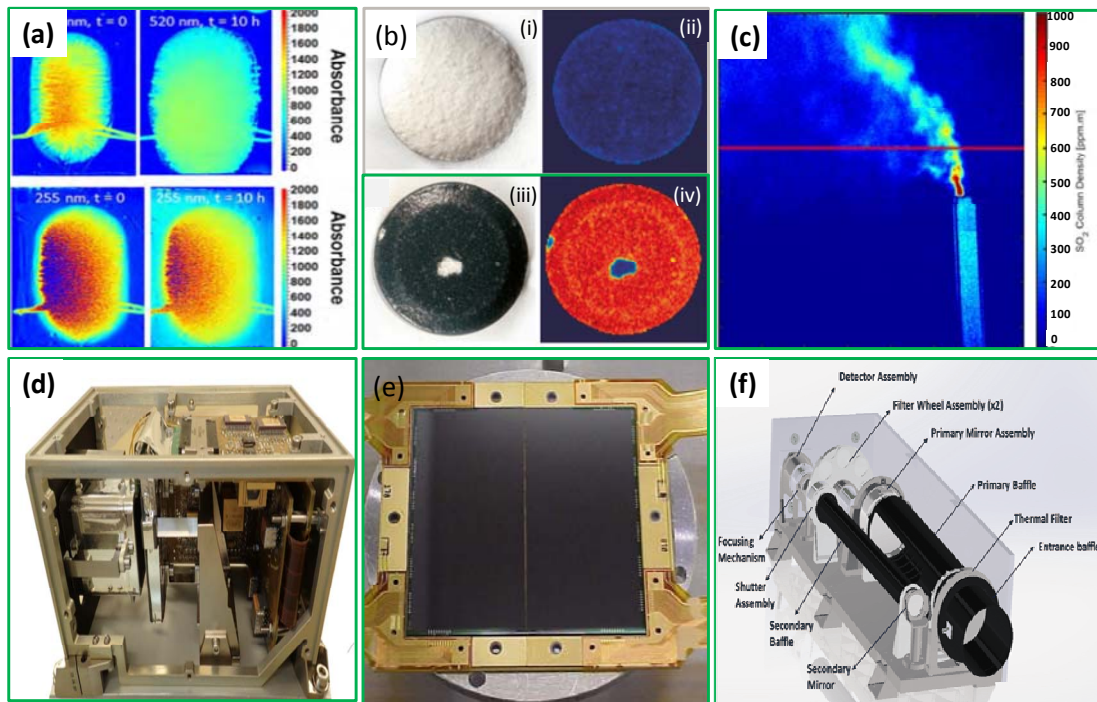 (a)
nm, t = 0
520 nm, t = 10 h
2000
1800
1600
1400
1200
1000
800
600
400
200
0
Absorbance
255 nm, t = 0
255 nm, t = 10 h
2000
1800
1600
1400
1200
1000
800
600
400
200
0
Absorbance
(b)
(i)
(ii)
(iii)
(iv)
(c)
1000
900
800
700
600
500
400
300
200
100
0
SO2 Column Density [ppm.m]
(d)
(e)
(f)
Detector Assembly
Filter Wheel Assembly (x2)
Primary Mirror Assembly
Primary Baffle
Thermal Filter
Entrance baffle
Focusing
Mechanism
Shutter
Assembly
Secondary
Baffle
Secondary
Mirror